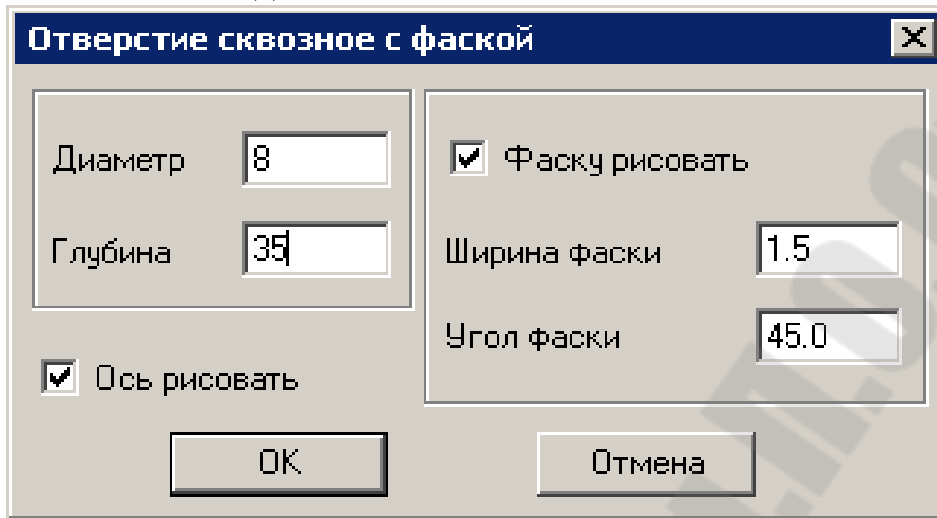 Отверстие сквозное с фаской
Диаметр 8
Глубина 35
Ось рисовать
Фаску рисовать
Ширина фаски 1.5
Угол фаски 45.0
OK
Отмена